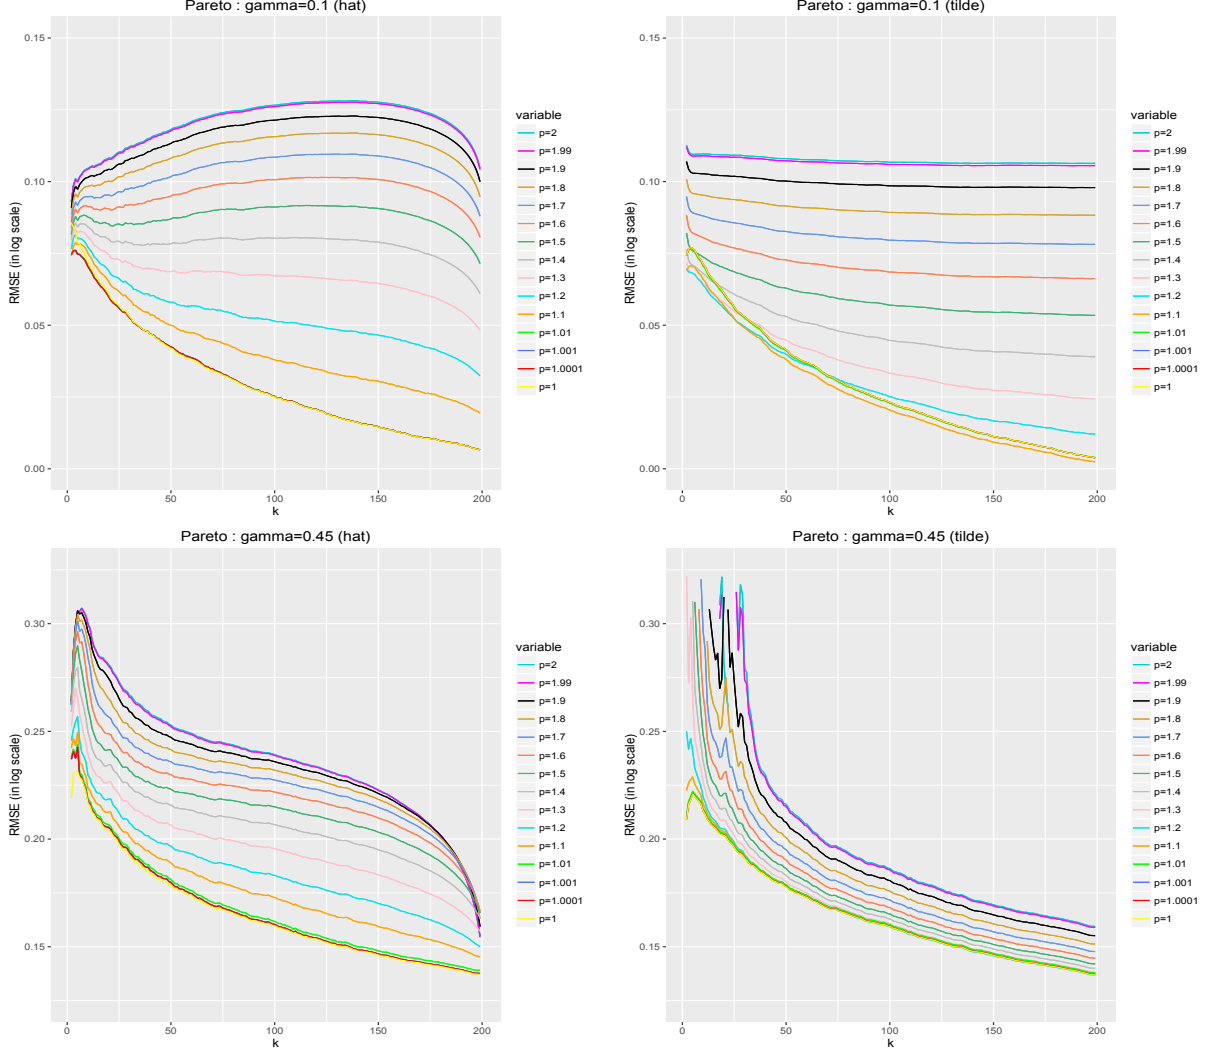 Pareto : gamma=0.1 (hat)
RMSE (in log scale)
0.15
0.10
0.05
0.00
0
50
100
150
200
k
variable
p=2
p=1.99
p=1.9
p=1.8
p=1.7
p=1.6
p=1.5
p=1.4
p=1.3
p=1.2
p=1.1
p=1.01
p=1.001
p=1.0001
p=1
Pareto : gamma=0.1 (tilde)
RMSE (in log scale)
0.15
0.10
0.05
0.00
0
50
100
150
200
k
variable
p=2
p=1.99
p=1.9
p=1.8
p=1.7
p=1.6
p=1.5
p=1.4
p=1.3
p=1.2
p=1.1
p=1.01
p=1.001
p=1.0001
p=1
Pareto : gamma=0.45 (hat)
RMSE (in log scale)
0.30
0.25
0.20
0.15
0
50
100
150
200
k
variable
p=2
p=1.99
p=1.9
p=1.8
p=1.7
p=1.6
p=1.5
p=1.4
p=1.3
p=1.2
p=1.1
p=1.01
p=1.001
p=1.0001
p=1
Pareto : gamma=0.45 (tilde)
RMSE (in log scale)
0.30
0.25
0.20
0.15
0
50
100
150
200
k
variable
p=2
p=1.99
p=1.9
p=1.8
p=1.7
p=1.6
p=1.5
p=1.4
p=1.3
p=1.2
p=1.1
p=1.01
p=1.001
p=1.0001
p=1